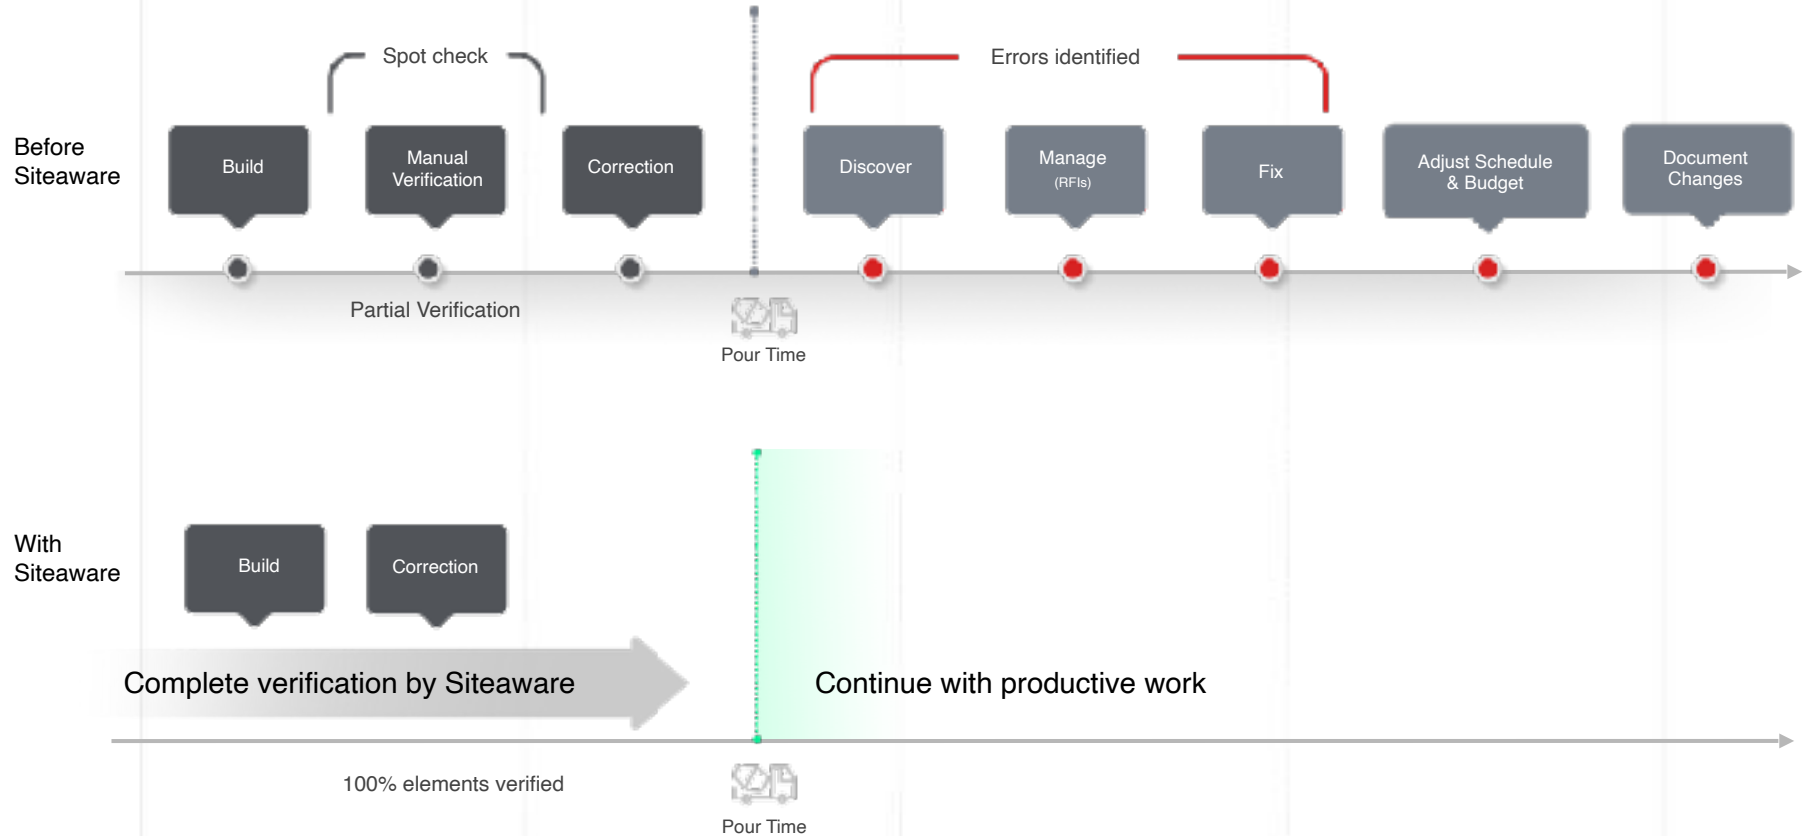 Spot check
Errors identified
Before
Siteaware
Build
Manual
Verification
Correction
Discover
Manage
(RFIs)
Fix
Adjust Schedule
& Budget
Document
Changes
Partial Verification
Pour Time
With
Siteaware
Build
Correction
Complete verification by Siteaware
Continue with productive work
100% elements verified
Pour Time